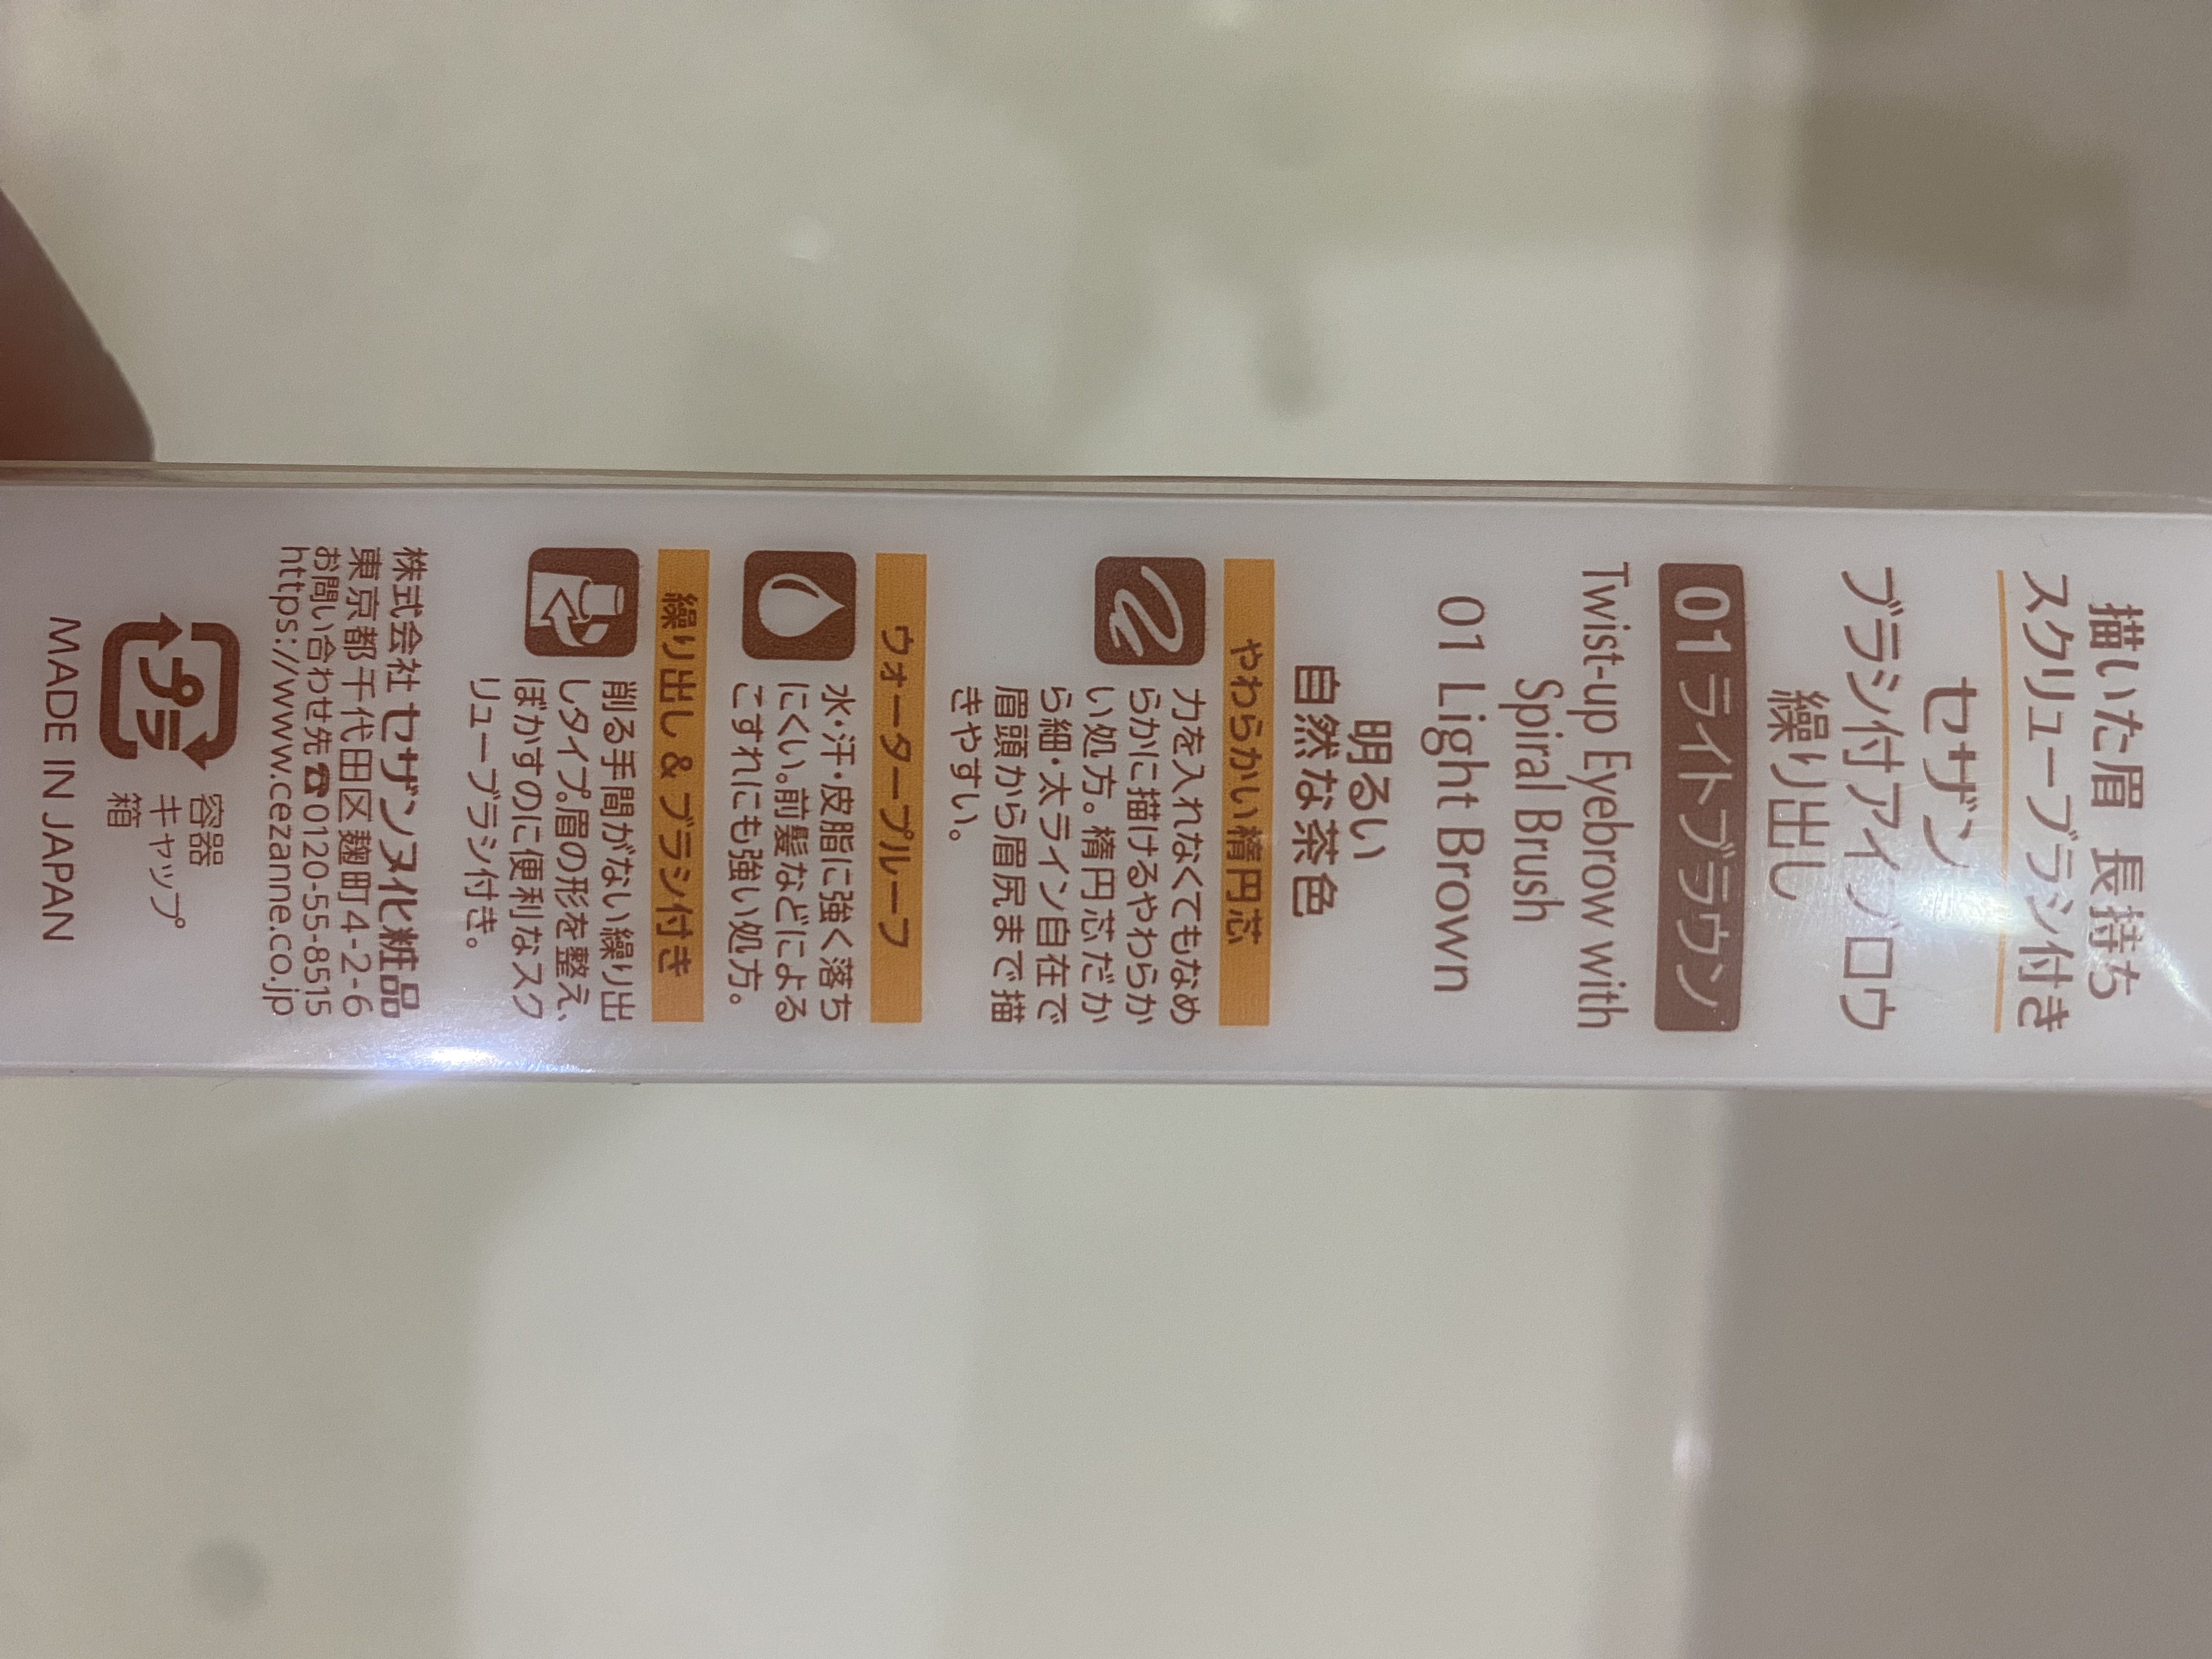 描いた眉 長持ち
スクリューブラシ付き
セザンヌ
ブラシ付アイブロウ
繰り出し
01 ライトブラウン
Twist-up Eyebrow with
Spiral Brush
01 Light Brown
明るい
自然な茶色
やわらかい楕円芯
力を入れなくてもなめ
らかに描けるやわらか
い処方。楕円芯だか
ら細・太ライン自在で
眉頭から眉尻まで描
きやすい。
ウォータープルーフ
水・汗・皮脂に強く落ち
にくい。前髪などによる
こすれにも強い処方。
繰り出し & ブラシ付き
削る手間がない繰り出
しタイプ。眉の形を整え、
ぼかすのに便利なスク
リューブラシ付き。
株式会社 セザンヌ化粧品
東京都千代田区麹町4-2-6
お問い合わせ先☎0120-55-8515
https://www.cezanne.co.jp
プラ
容器
キャップ
箱
MADE IN JAPAN